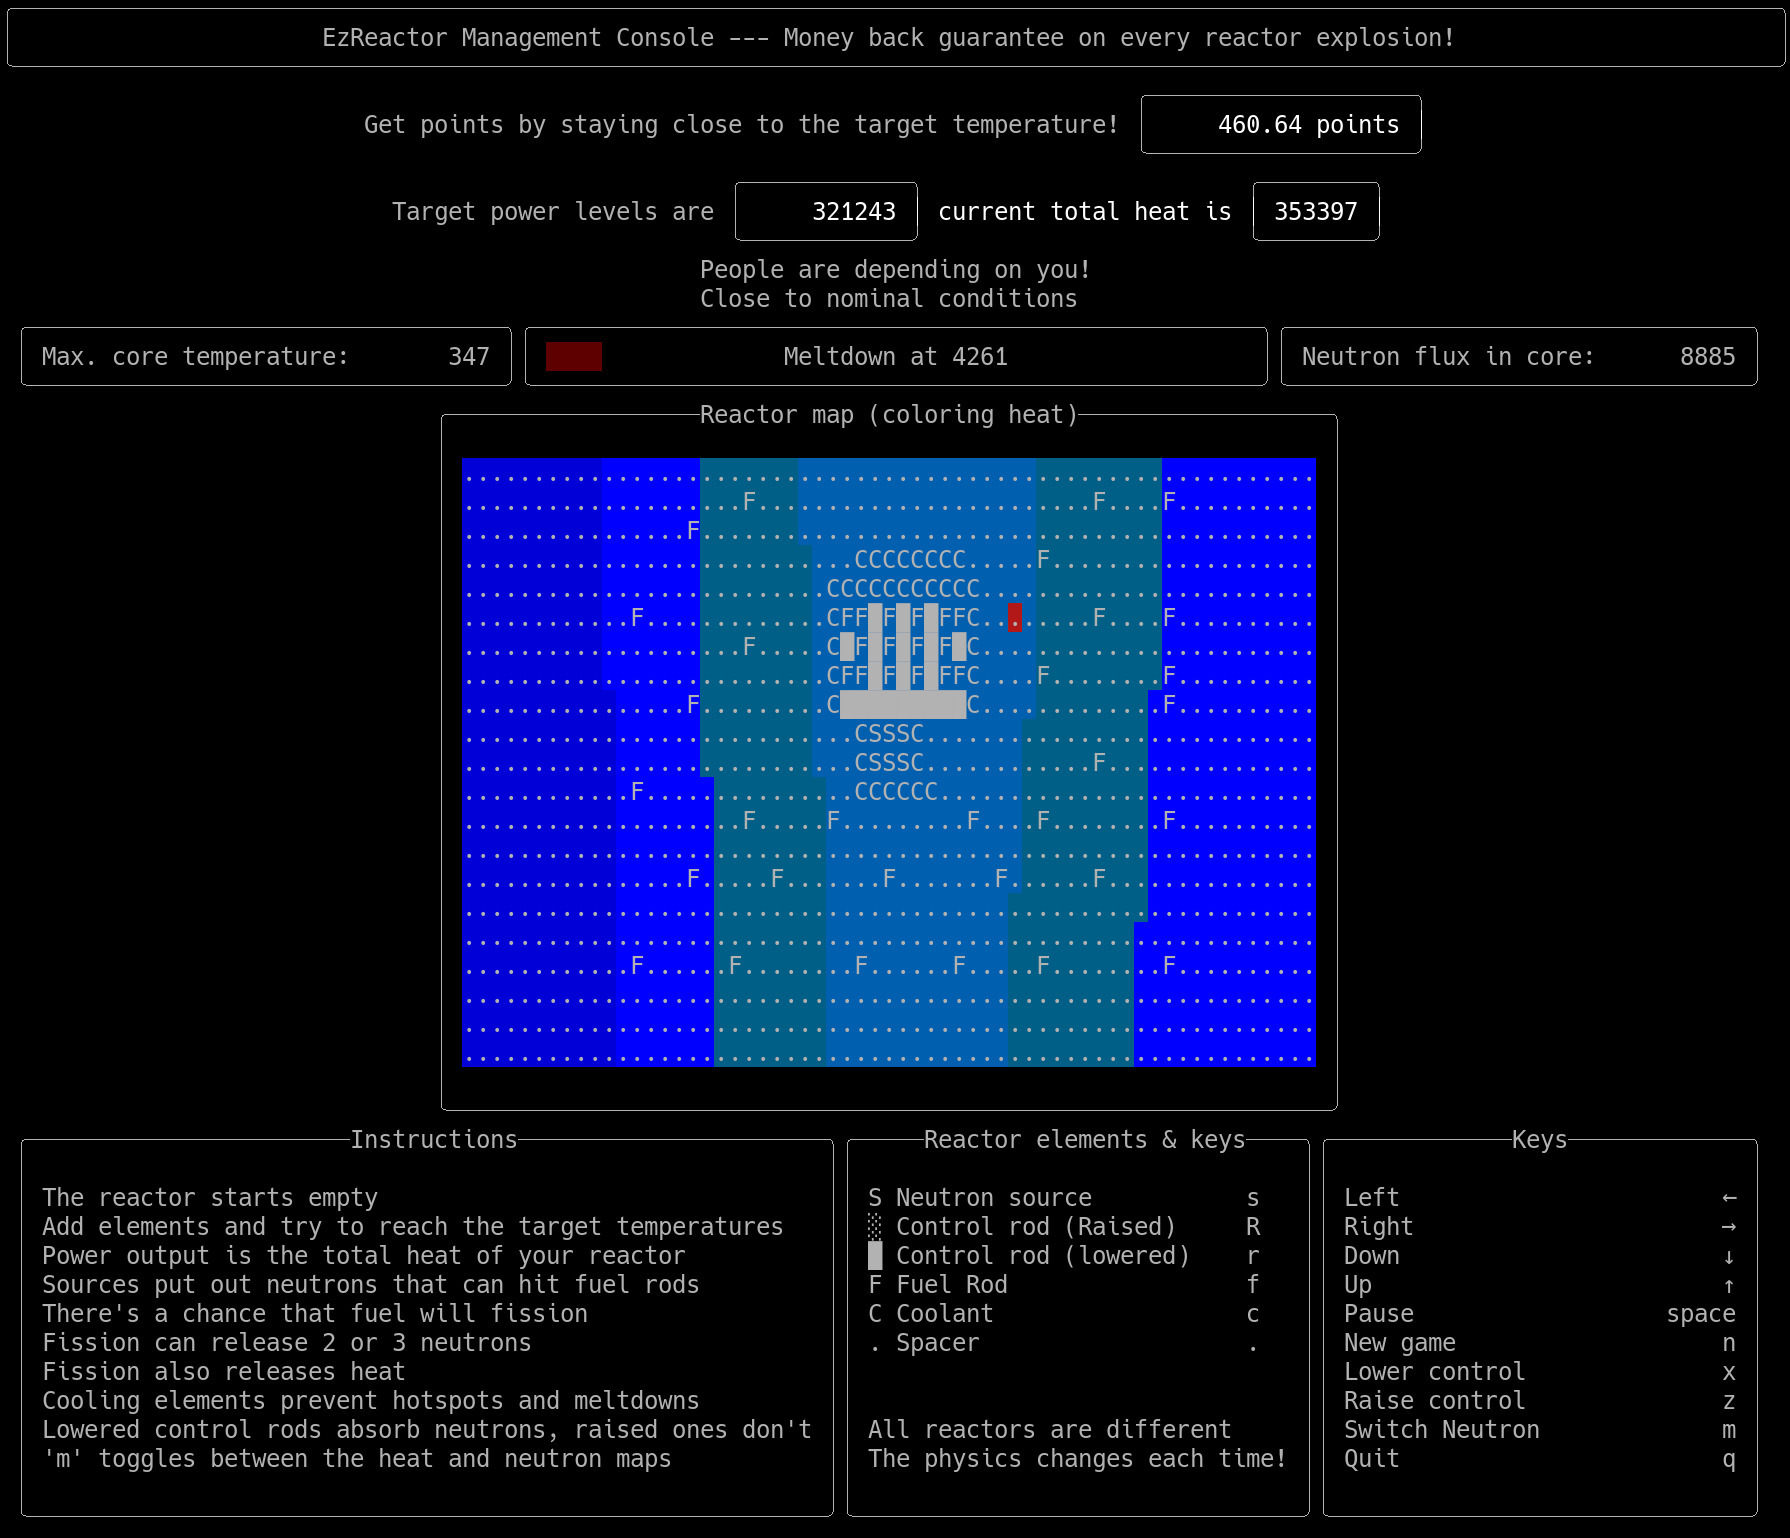 EzReactor Management Console --- Money back guarantee on every reactor explosion!
Get points by staying close to the target temperature! 460.64 points
Target power levels are 321243 current total heat is 353397
People are depending on you!
Close to nominal conditions
Max. core temperature: 347 Meltdown at 4261 Neutron flux in core: 8885
Reactor map (coloring heat)
.............................................................
....................F........................F....F..........
................F............................................
............................CCCCCCCC.....F...................
..........................CCCCCCCCCCC........................
............F.............CFF█F█F█FFC........F....F..........
....................F.....C█F█F█F█F█C........................
..........................CFF█F█F█FFC....F........F..........
................F.........C█████████C.............F..........
............................CSSSC............................
............................CSSSC............F...............
............F...............CCCCCC...........................
....................F.....F.........F....F........F..........
.............................................................
................F.....F.......F.......F......F...............
.............................................................
.............................................................
............F......F........F......F.....F........F..........
.............................................................
.............................................................
.............................................................
Instructions
The reactor starts empty
Add elements and try to reach the target temperatures
Power output is the total heat of your reactor
Sources put out neutrons that can hit fuel rods
There's a chance that fuel will fission
Fission can release 2 or 3 neutrons
Fission also releases heat
Cooling elements prevent hotspots and meltdowns
Lowered control rods absorb neutrons, raised ones don't
'm' toggles between the heat and neutron maps
Reactor elements & keys
S Neutron source s
░ Control rod (Raised) R
█ Control rod (lowered) r
F Fuel Rod f
C Coolant c
. Spacer .
All reactors are different
The physics changes each time!
Keys
Left ←
Right →
Down ↓
Up ↑
Pause space
New game n
Lower control x
Raise control z
Switch Neutron m
Quit q